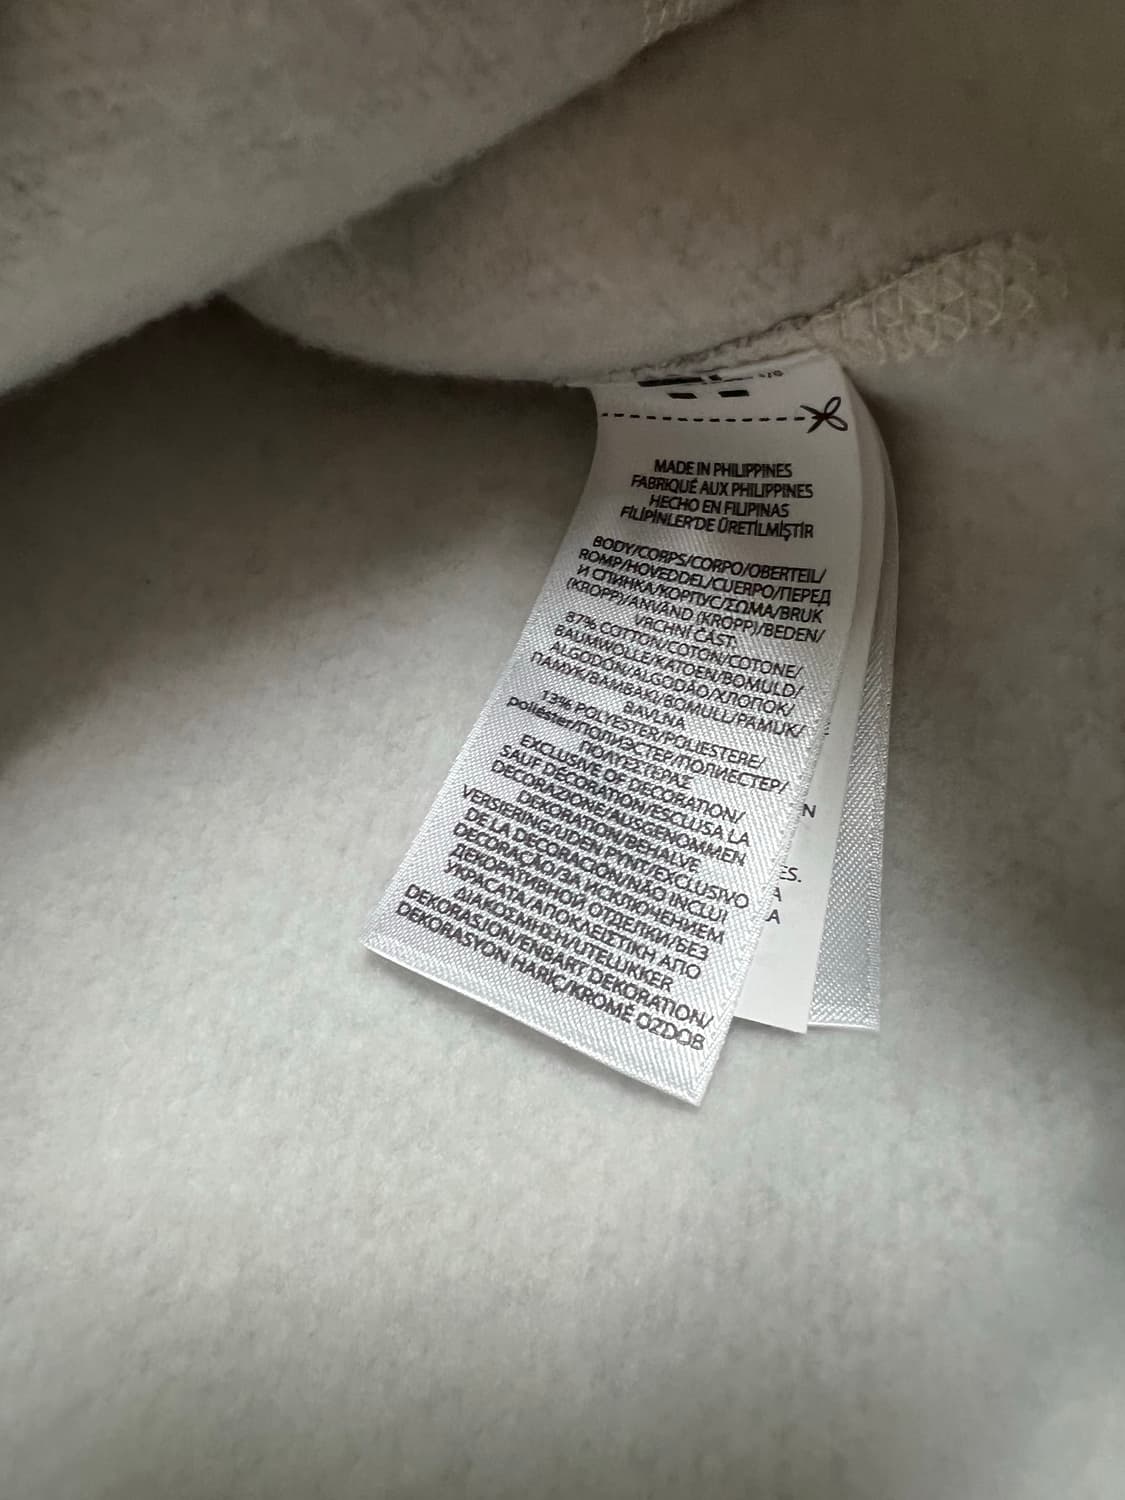 MADE IN PHILIPPINES
FABRIQUÉ AUX PHILIPPINES
HECHO EN FILIPINAS
FİLİPİNLER'DE ÜRETİLMİŞTİR
BODY/CORPS/CORPO/OBERTEIL/
ROMP/HOVEDDEL/CUERPO/ПЕРЕД
И СПИНКА/КОРПУС/ΣΩΜΑ/BRUK
(KROPP)/ANVÄND (KROPP)/BEDEN/
VRCHNÍ ČÁST:
87% COTTON/COTON/COTONE/
BAUMWOLLE/KATOEN/BOMULD/
ALGODÓN/ALGODÃO/ХЛОПОК/
ПАМУК/ΒΑΜΒΑΚΙ/BOMULL/PAMUK/
BAVLNA
13% POLYESTER/POLIESTERE/
poliéster/ПОЛИЭСТЕР/ПОЛИЕСТЕР/
ΠΟΛΥΕΣΤΕΡΑΣ
EXCLUSIVE OF DECORATION/
SAUF DÉCORATION/ESCLUSA LA
DECORAZIONE/AUSGENOMMEN
DEKORATION/BEHALVE
VERSIERING/UDEN PYNT/EXCLUSIVO
DE LA DECORACIÓN/NÃO INCLUI
DECORAÇÃO/ЗА ИСКЛЮЧЕНИЕМ
ДЕКОРАТИВНОЙ ОТДЕЛКИ/БЕЗ
УКРАСАТА/ΑΠΟΚΛΕΙΣΤΙΚΗ ΑΠΟ
ΔΙΑΚΟΣΜΗΣΗ/UTELUKKER
DEKORASJON/ENBART DEKORATION/
DEKORASYON HARİÇ/KROMĚ OZDOB
N
ES.
A
LA